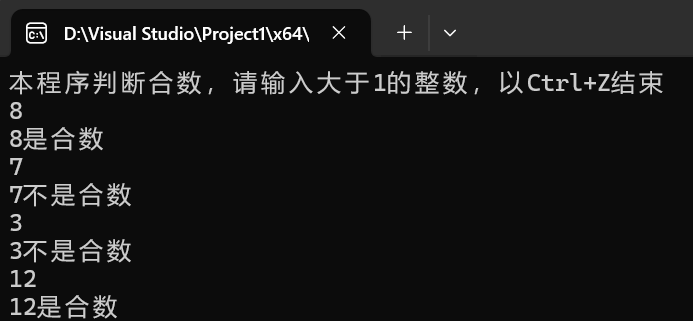 D:\Visual Studio\Project1\x64\
本程序判断合数，请输入大于1的整数，以Ctrl+Z结束
8
8是合数
7
7不是合数
3
3不是合数
12
12是合数